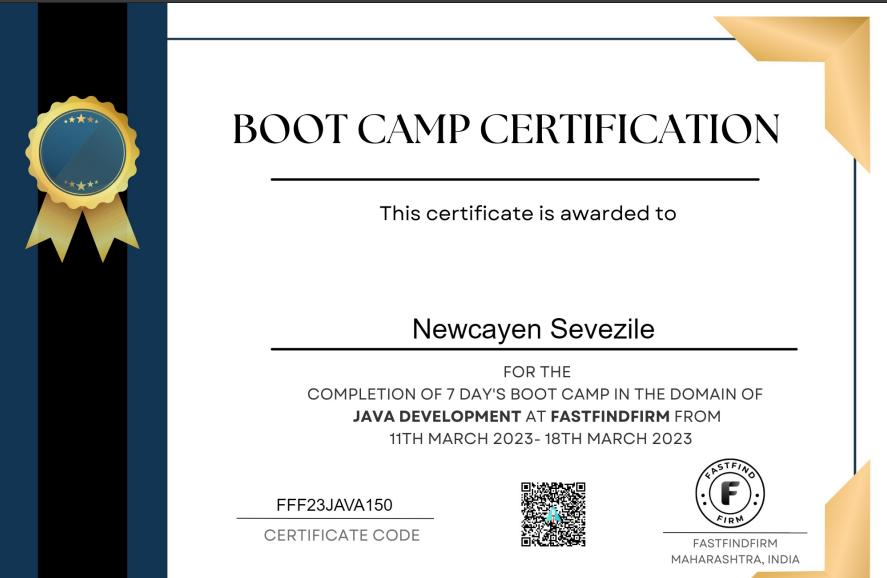 BOOT CAMP CERTIFICATION
This certificate is awarded to
Newcayen Sevezile
FOR THE
COMPLETION OF 7 DAY'S BOOT CAMP IN THE DOMAIN OF
JAVA DEVELOPMENT AT FASTFINDFIRM FROM
11TH MARCH 2023- 18TH MARCH 2023
FFF23JAVA150
CERTIFICATE CODE
FASTFIND
F
FIRM
FASTFINDFIRM
MAHARASHTRA, INDIA